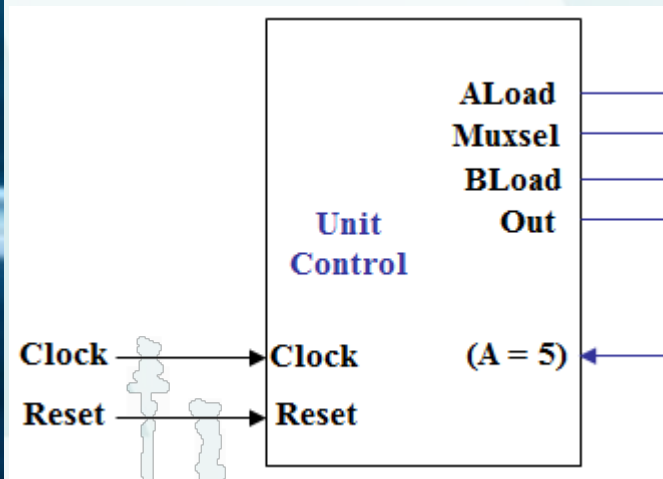 ALoad
Muxsel
BLoad
Out
Unit
Control
Clock
Clock
(A = 5)
Reset
Reset